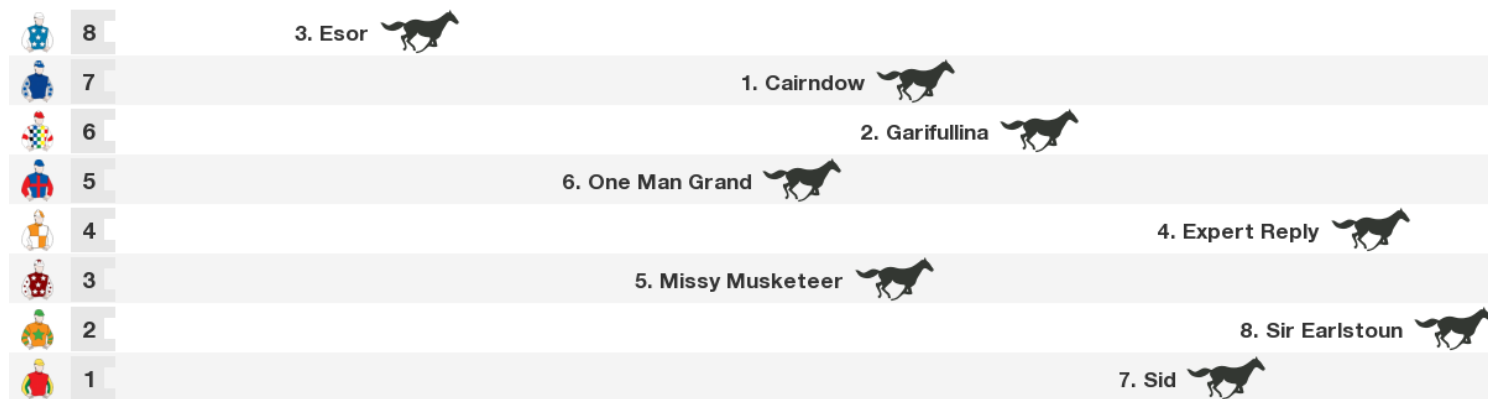 8 3. Esor
7 1. Cairndow
6 2. Garifullina
5 6. One Man Grand
4 4. Expert Reply
3 5. Missy Musketeer
2 8. Sir Earlstoun
1 7. Sid